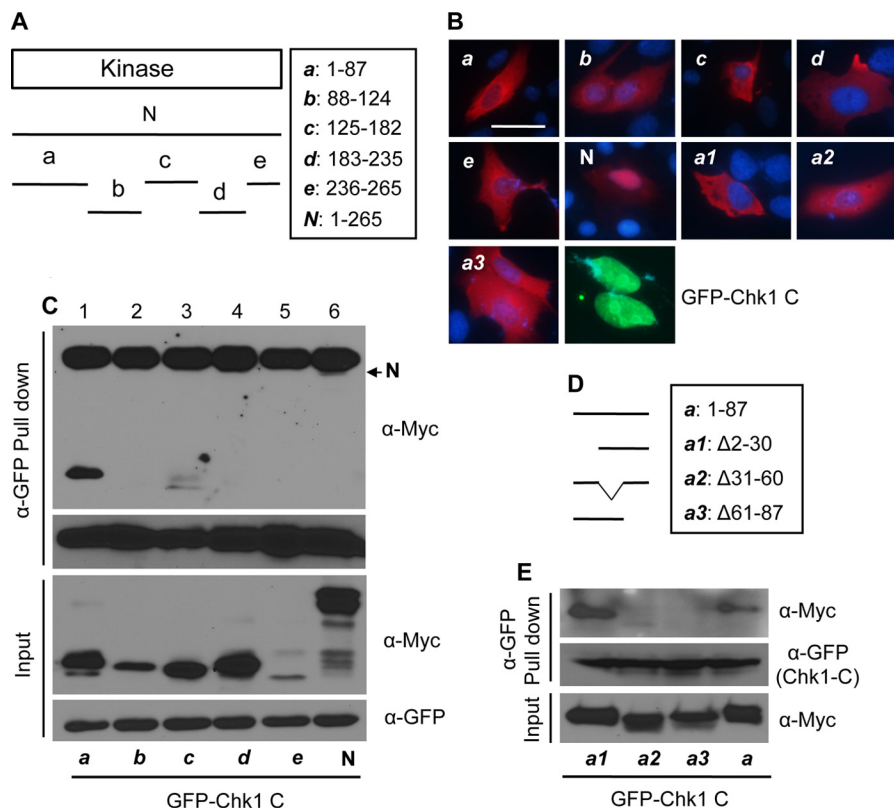 A
Kinase
N
a
c
e
b
d
a: 1-87
b: 88-124
c: 125-182
d: 183-235
e: 236-265
N: 1-265
B
a
b
c
d
e
N
a1
a2
a3
GFP-Chk1 C
C
1 2 3 4 5 6
N
α-GFP Pull down
α-Myc
Input
α-Myc
α-GFP
a b c d e N
GFP-Chk1 C
D
a: 1-87
a1: Δ2-30
a2: Δ31-60
a3: Δ61-87
E
α-GFP
Pull down
α-Myc
α-GFP
(Chk1-C)
Input
α-Myc
a1 a2 a3 a
GFP-Chk1 C